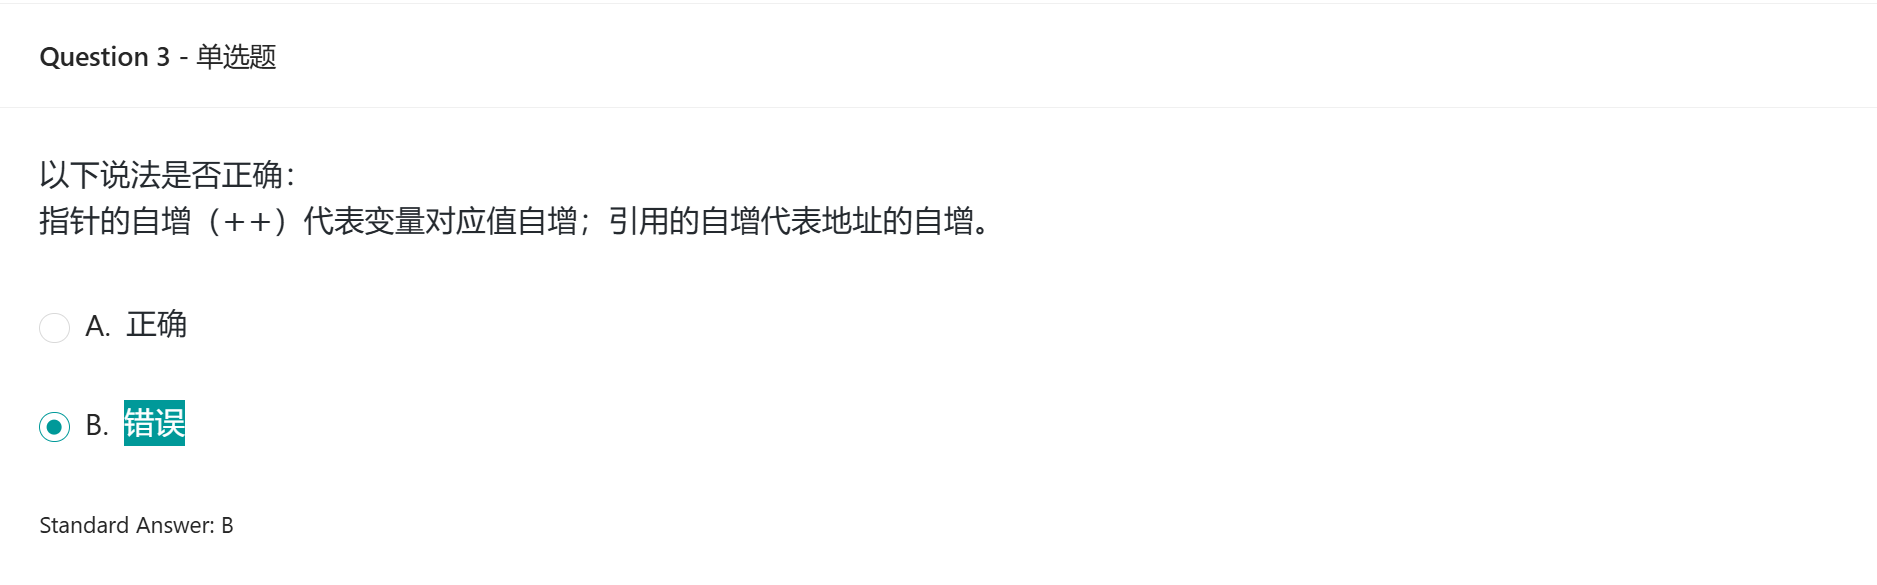 Question 3 - 单选题
以下说法是否正确：
指针的自增（++）代表变量对应值自增；引用的自增代表地址的自增。
A. 正确
B. 错误
Standard Answer: B